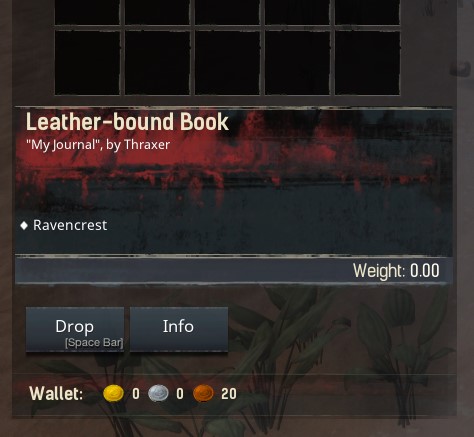 Leather-bound Book
"My Journal", by Thraxer
Ravencrest
Weight: 0.00
Drop
[Space Bar]
Info
Wallet: 0 0 20